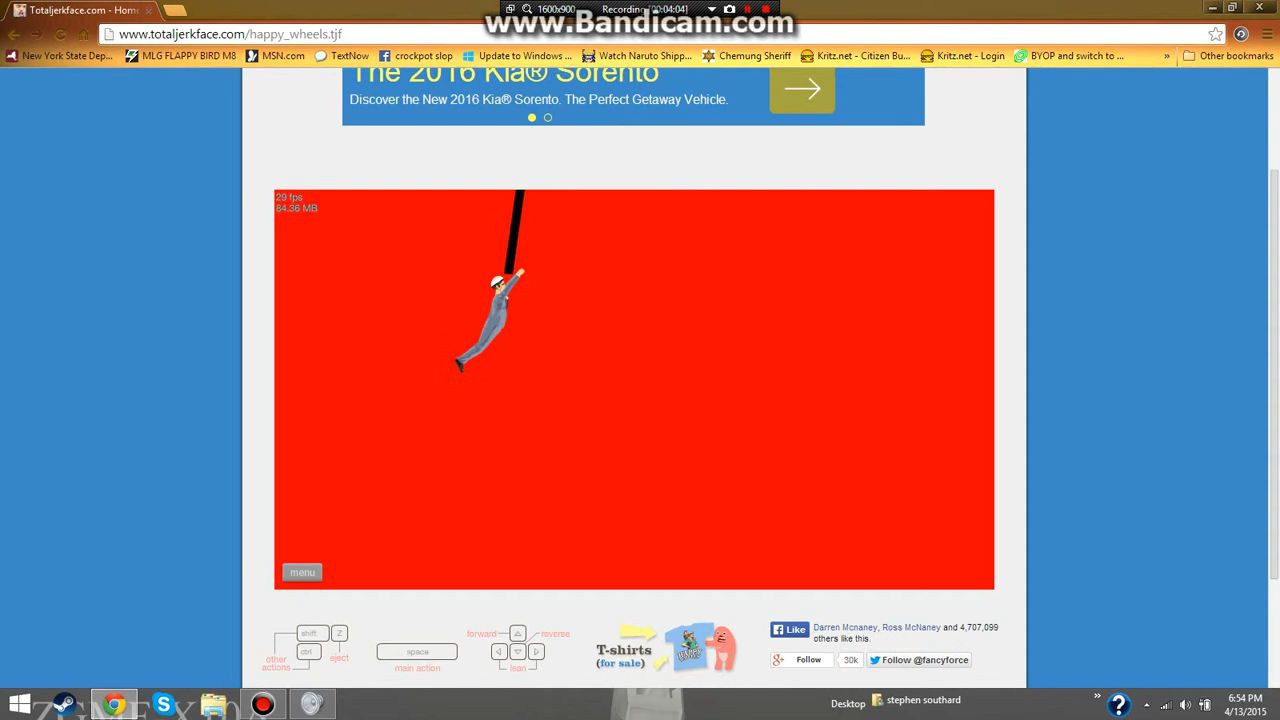 Totaljerkface.com - Home
1600x900
Recording [00:04:04]
www.Bandicam.com
www.totaljerkface.com/happy_wheels.tjf
New York State Dep...
MLG FLAPPY BIRD M8
MSN.com
TextNow
crockpot slop
Update to Windows ...
Watch Naruto Shipp...
Chemung Sheriff
Kritz.net - Citizen Bu...
Kritz.net - Login
BYOP and switch to ...
»
Other bookmarks
The 2016 Kia® Sorento
Discover the New 2016 Kia® Sorento. The Perfect Getaway Vehicle.
29 fps
84.36 MB
menu
shift
Z
ctrl
other
actions
eject
space
main action
forward
reverse
lean
T-shirts
(for sale)
Like
Darren Mcnaney, Ross McNaney and 4,707,099
others like this.
Follow
30k
Follow @fancyforce
Desktop
stephen southard
»
6:54 PM
4/13/2015